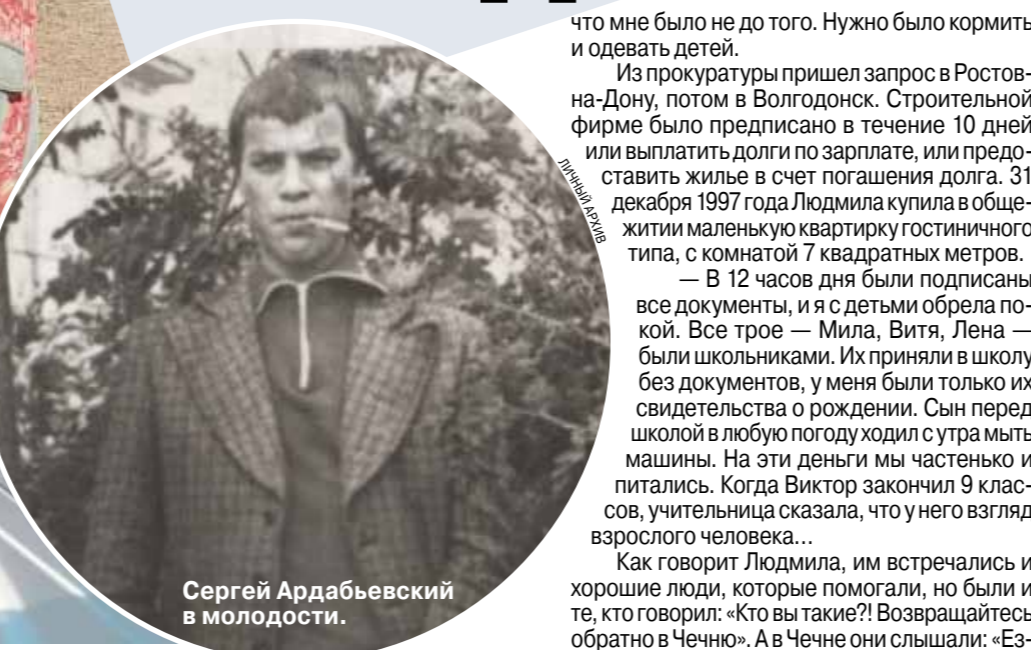 что мне было не до того. Нужно было кормить
и одевать детей.
Из прокуратуры пришел запрос в Ростов-
на-Дону, потом в Волгодонск. Строительной
фирме было предписано в течение 10 дней
или выплатить долги по зарплате, или предо-
ставить жилье в счет погашения долга. 31
декабря 1997 года Людмила купила в обще-
житии маленькую квартирку гостиничного
типа, с комнатой 7 квадратных метров.
— В 12 часов дня были подписаны
все документы, и я с детьми обрела по-
кой. Все трое — Мила, Витя, Лена —
были школьниками. Их приняли в школу
без документов, у меня были только их
свидетельства о рождении. Сын перед
школой в любую погоду ходил с утра мыть
машины. На эти деньги мы частенько и
питались. Когда Виктор закончил 9 клас-
сов, учительница сказала, что у него взгляд
взрослого человека...
Как говорит Людмила, им встречались и
хорошие люди, которые помогали, но были и
те, кто говорил: «Кто вы такие?! Возвращайтесь
обратно в Чечню». А в Чечне они слышали: «Ез-
ЛИЧНЫЙ АРХИВ
Сергей Ардабьевский
в молодости.